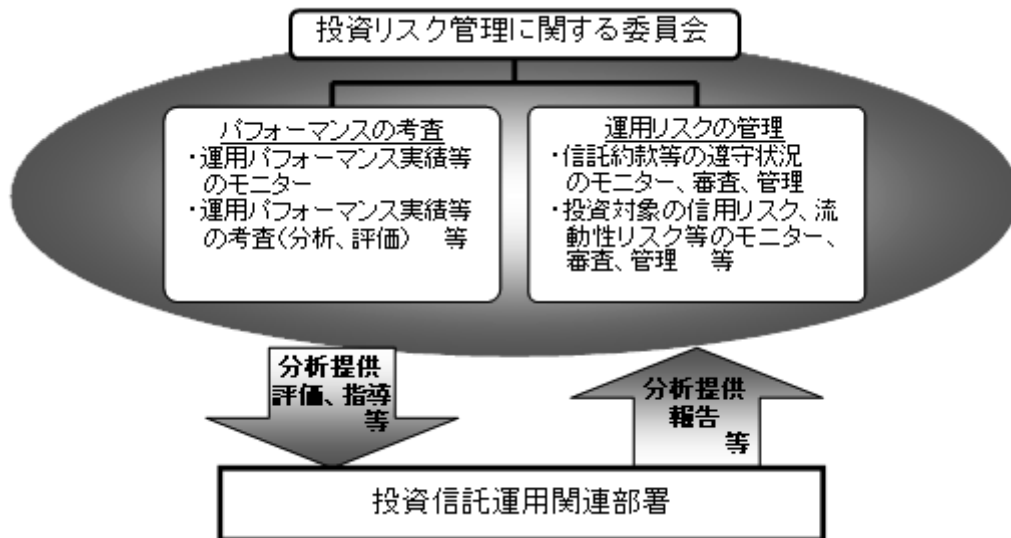 投資リスク管理に関する委員会
パフォーマンスの考査
・運用パフォーマンス実績等
のモニター
・運用パフォーマンス実績等
の考査(分析、評価) 等
運用リスクの管理
・信託約款等の遵守状況
のモニター、審査、管理
・投資対象の信用リスク、流
動性リスク等のモニター、
審査、管理 等
分析提供
評価、指導
等
分析提供
報告
等
投資信託運用関連部署